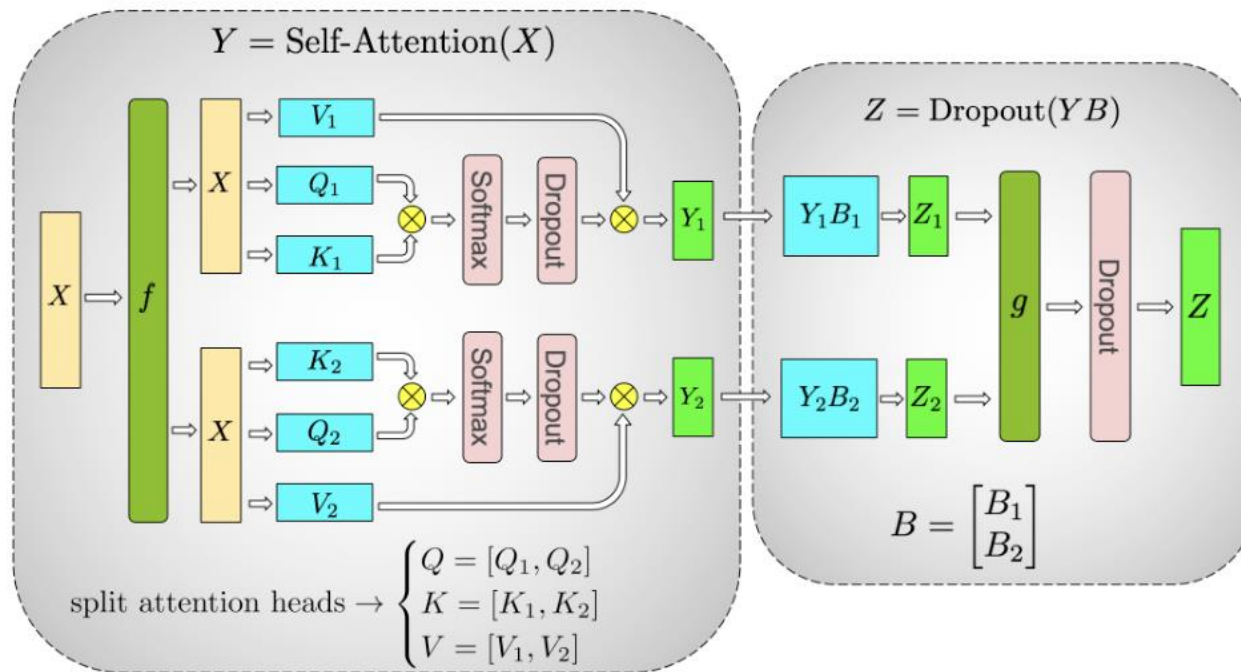 Y = Self-Attention(X)
X
f
X
V₁
Q₁
K₁
Softmax
Dropout
Y₁
X
K₂
Q₂
V₂
Softmax
Dropout
Y₂
split attention heads → { Q = [Q₁, Q₂]
K = [K₁, K₂]
V = [V₁, V₂]
Z = Dropout(YB)
Y₁B₁
Z₁
Y₂B₂
Z₂
g
Dropout
Z
B = [B₁
B₂]